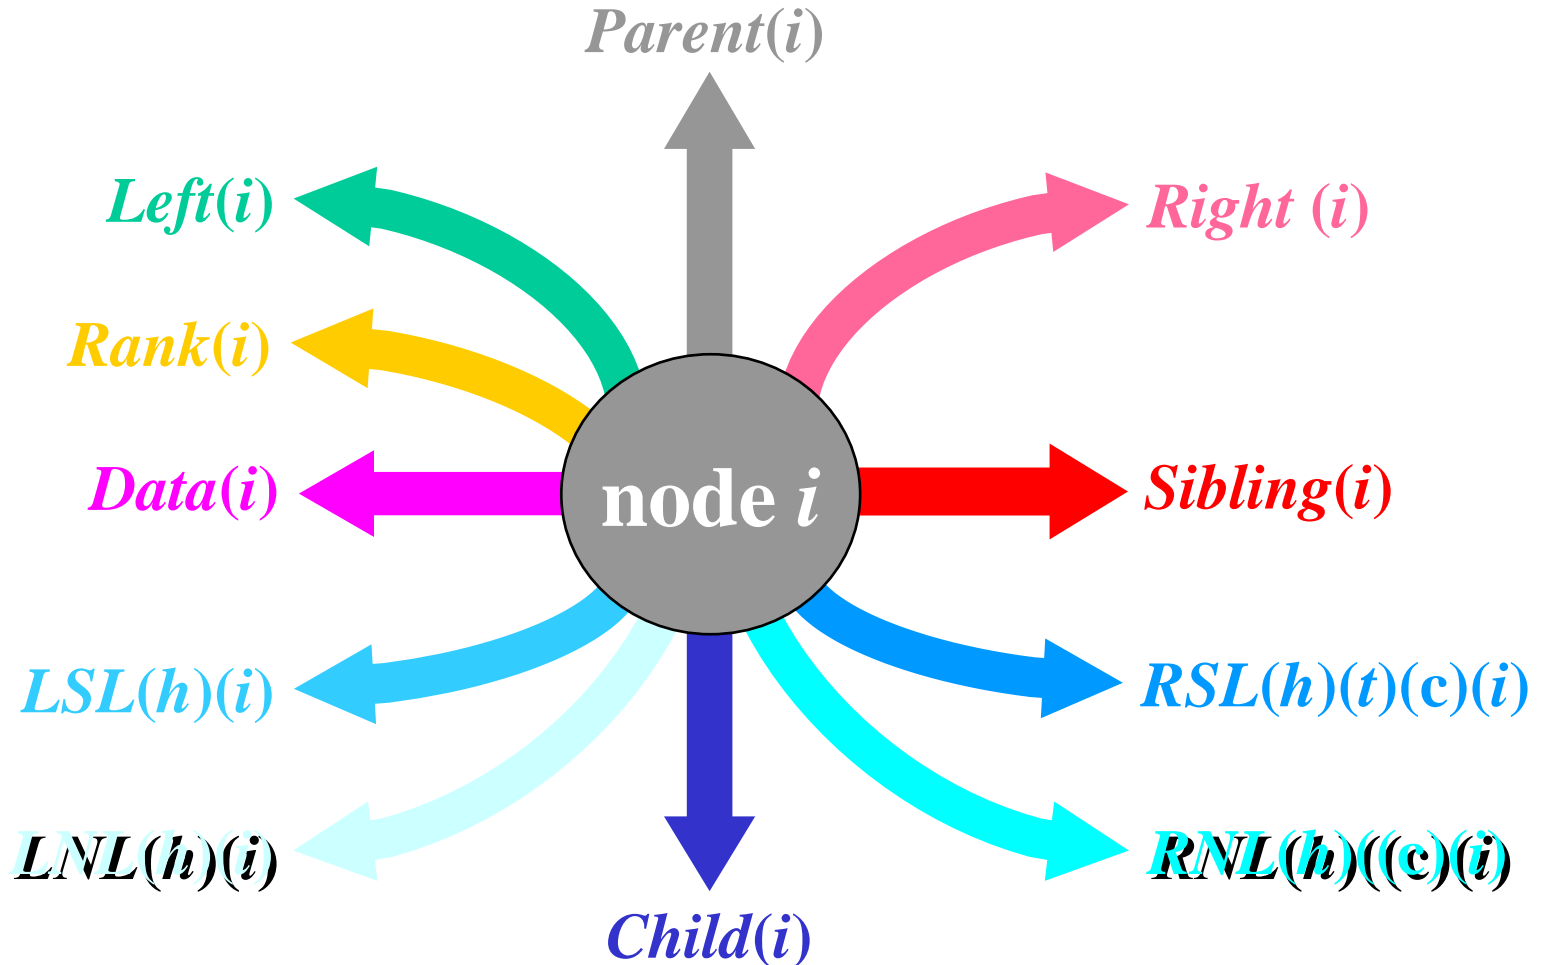 Parent(i)
Left(i)
Right (i)
Rank(i)
Data(i)
node i
Sibling(i)
LSL(h)(i)
RSL(h)(t)(c)(i)
LNL(h)(i)
RNL(h)((c)(i)
Child(i)